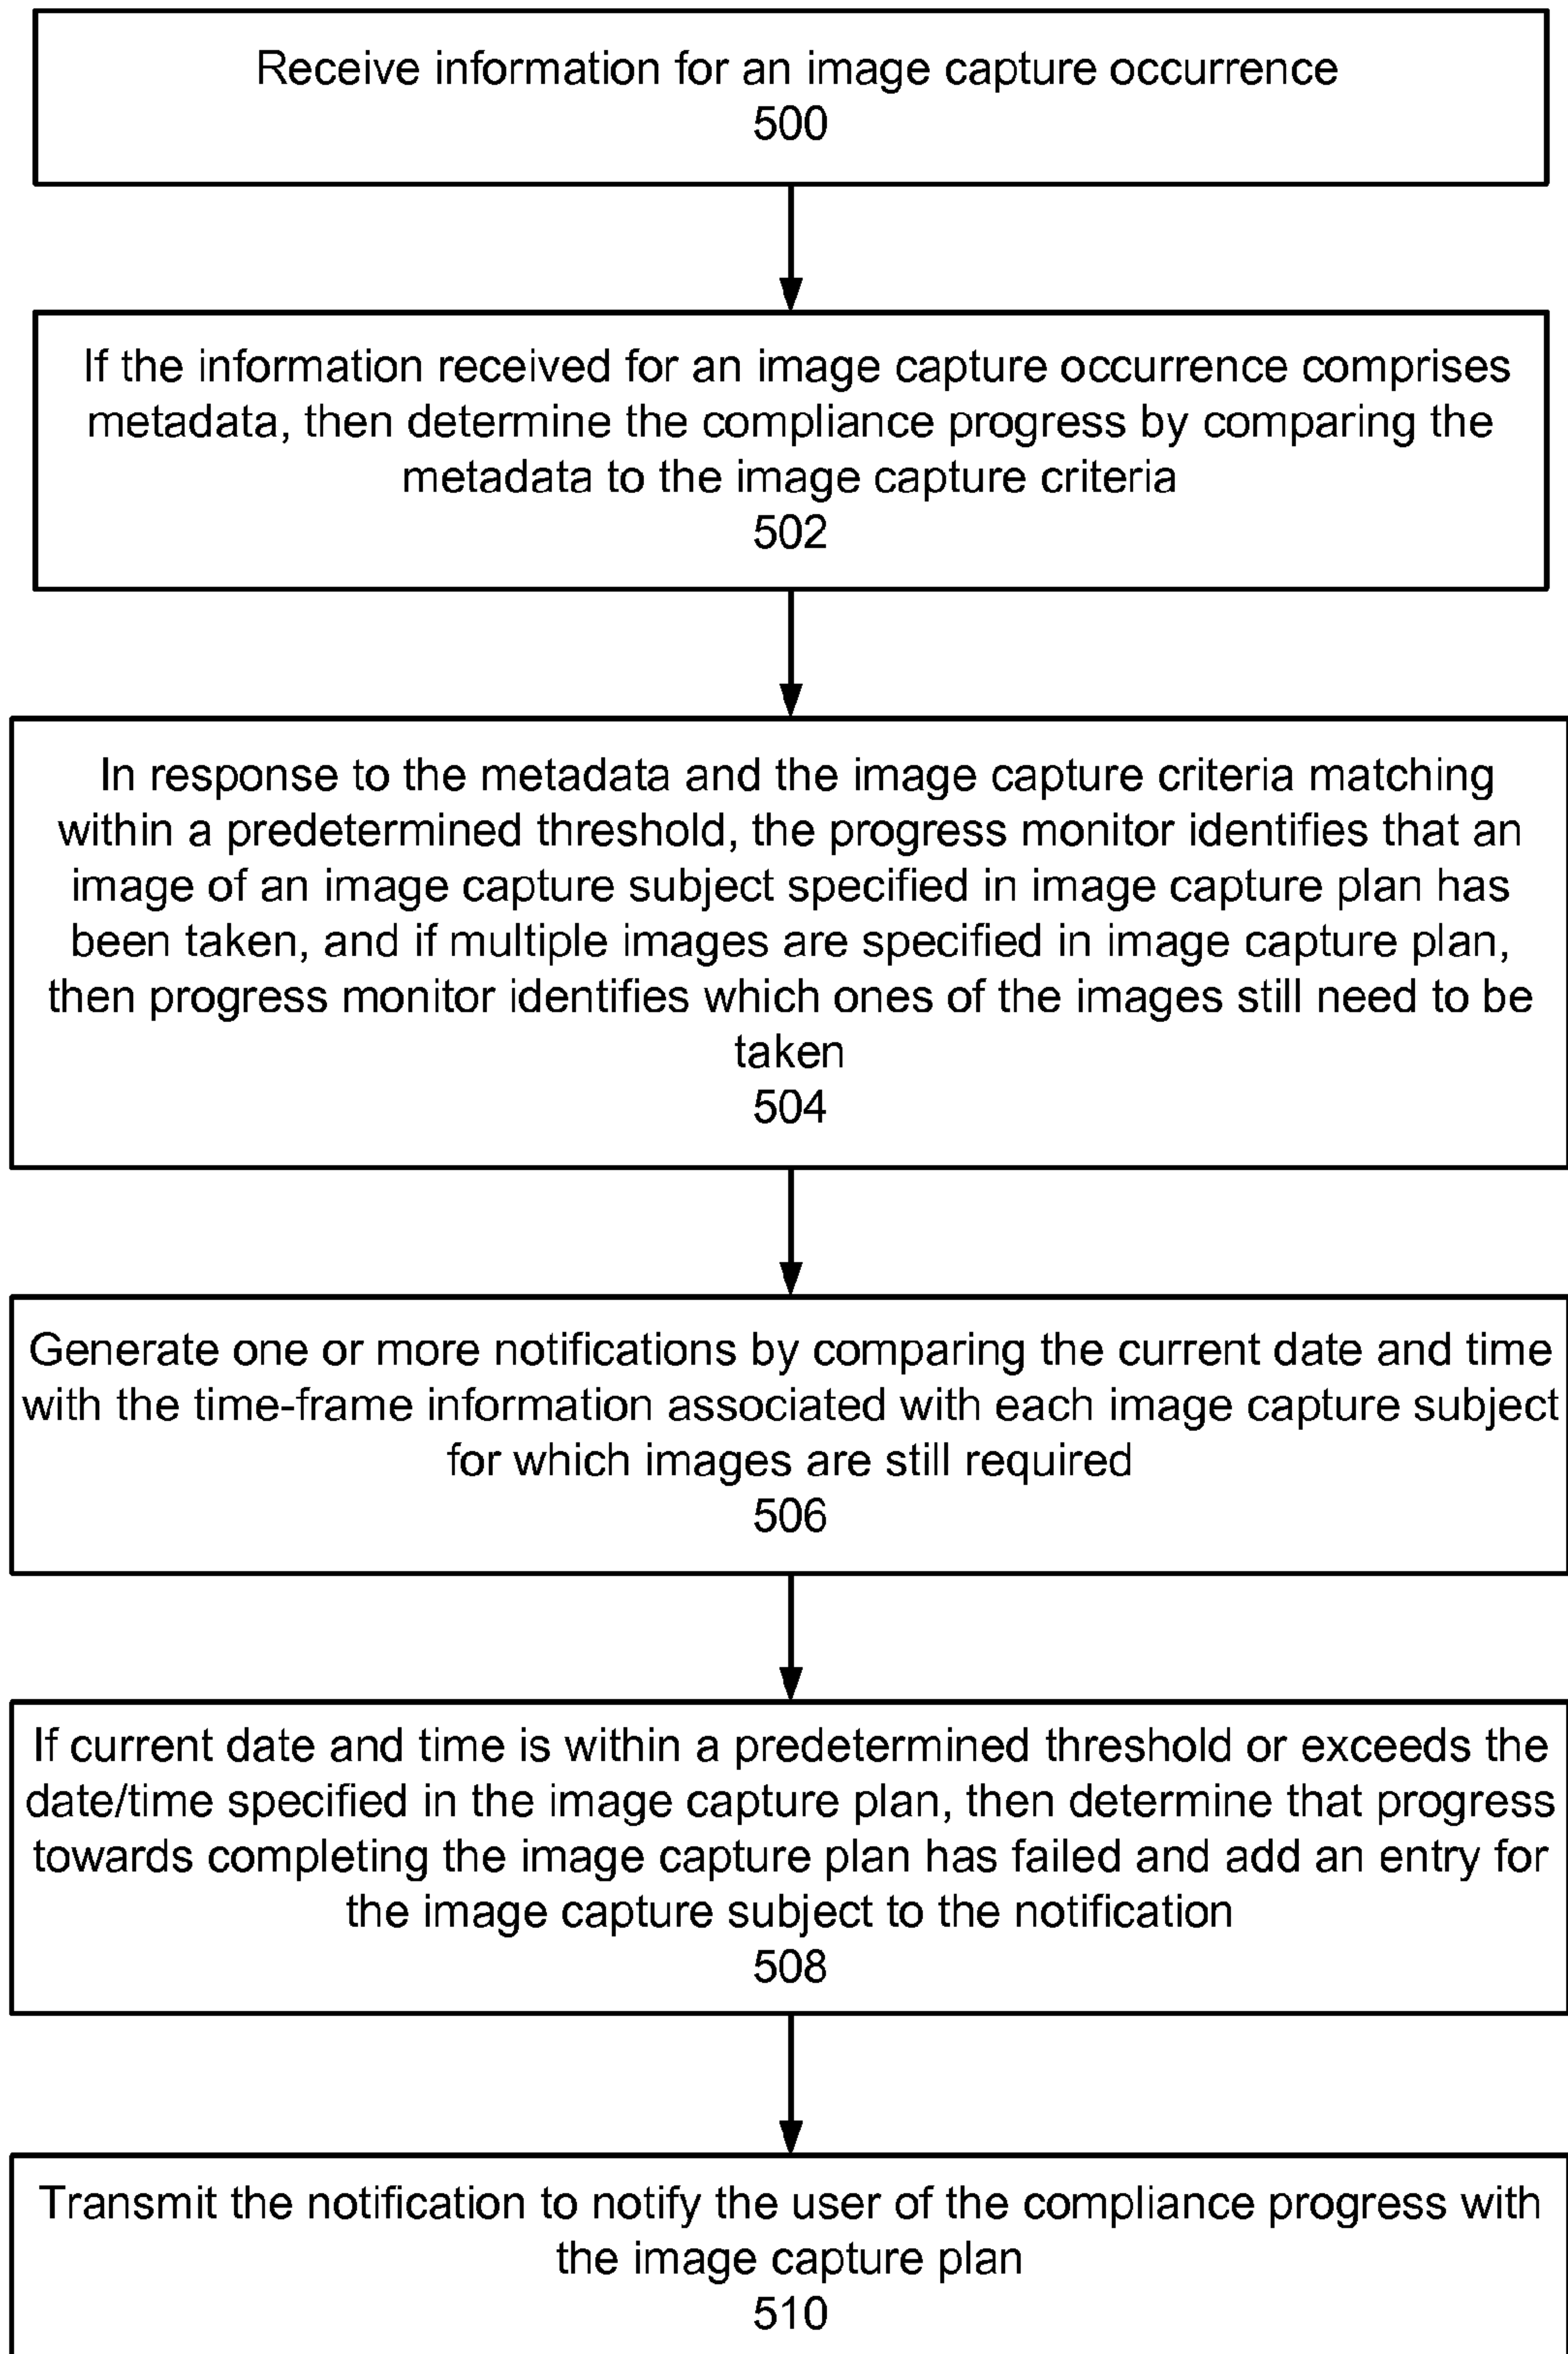 Receive information for an image capture occurrence
500
If the information received for an image capture occurrence comprises
metadata, then determine the compliance progress by comparing the
metadata to the image capture criteria
502
In response to the metadata and the image capture criteria matching
within a predetermined threshold, the progress monitor identifies that an
image of an image capture subject specified in image capture plan has
been taken, and if multiple images are specified in image capture plan,
then progress monitor identifies which ones of the images still need to be
taken
504
Generate one or more notifications by comparing the current date and time
with the time-frame information associated with each image capture subject
for which images are still required
506
If current date and time is within a predetermined threshold or exceeds the
date/time specified in the image capture plan, then determine that progress
towards completing the image capture plan has failed and add an entry for
the image capture subject to the notification
508
Transmit the notification to notify the user of the compliance progress with
the image capture plan
510